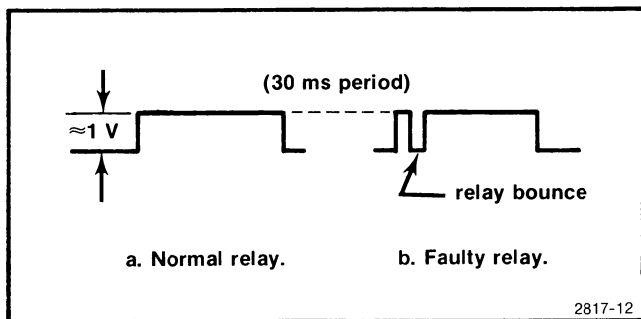 (30 ms period)
≈1 V
relay bounce
a. Normal relay.
b. Faulty relay.
2817-12